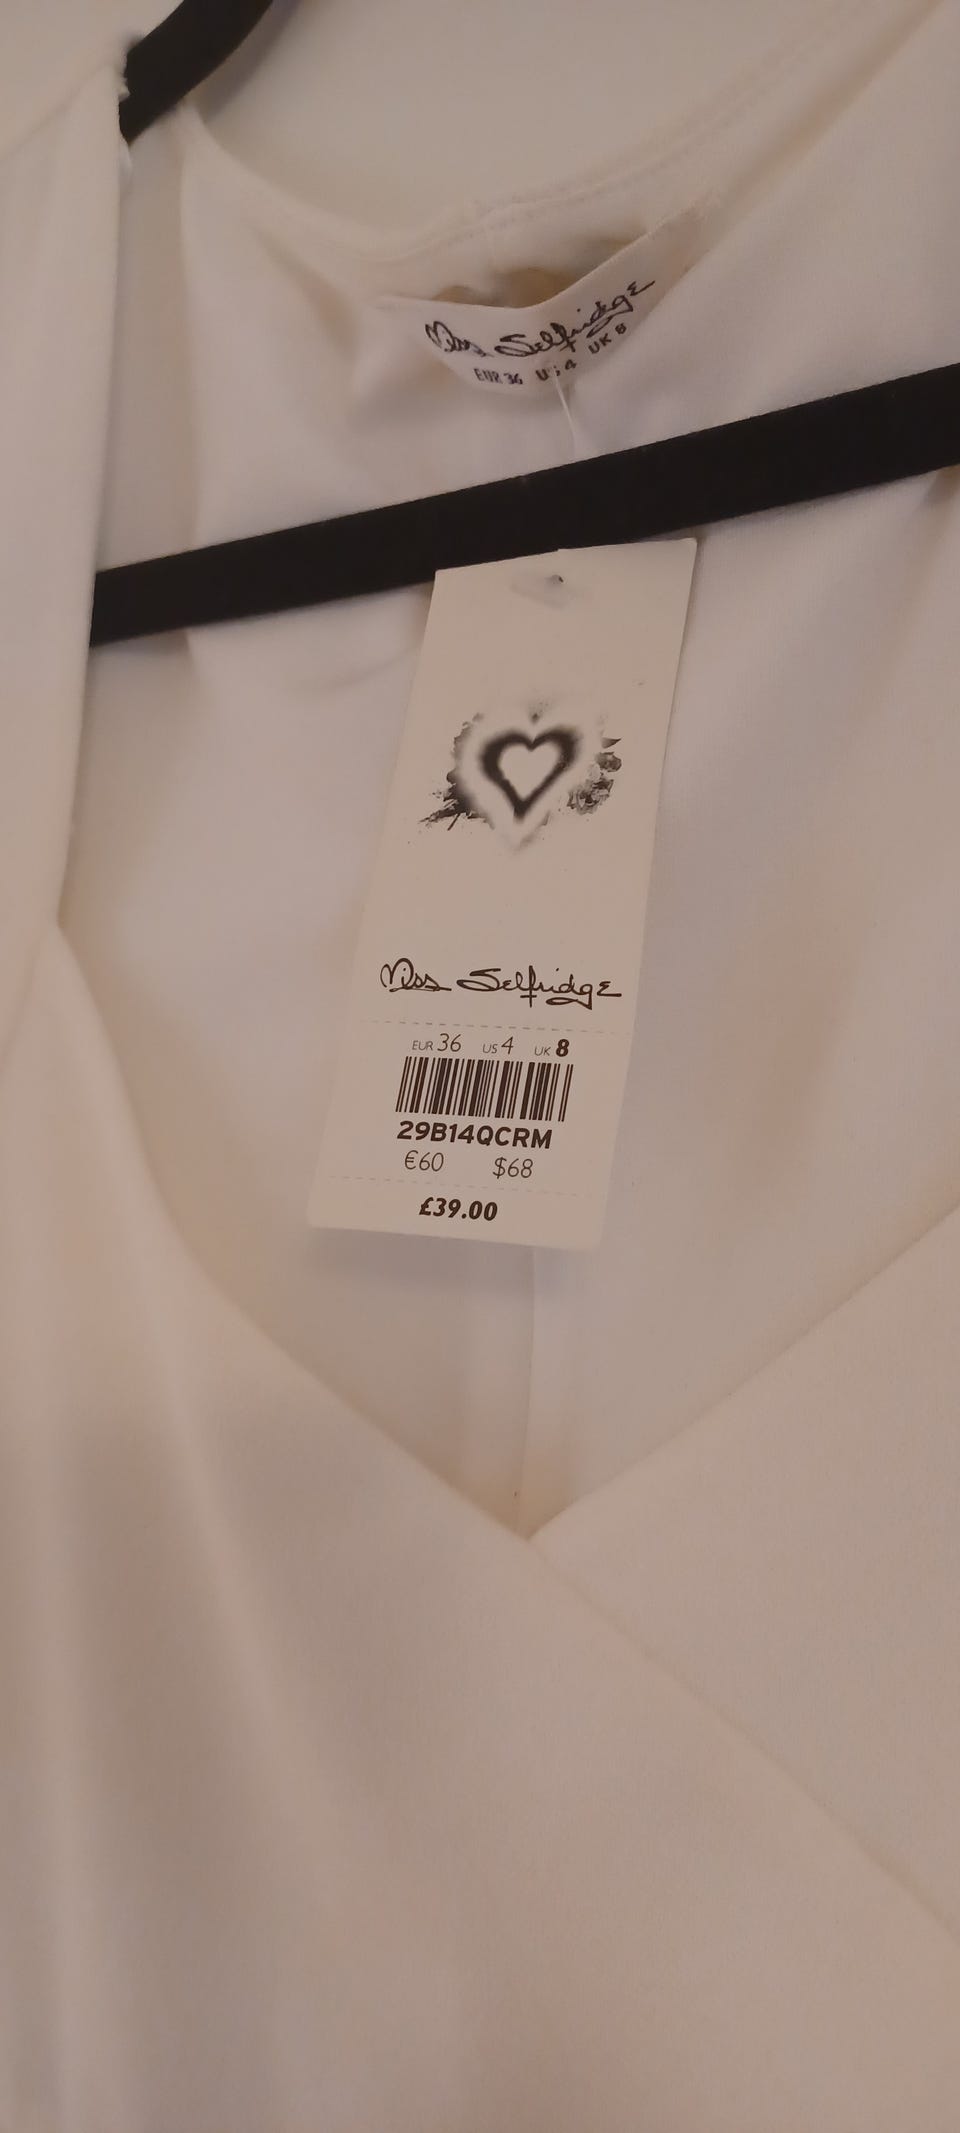 Miss Selfridge
EUR 36 US 4 UK 8
Miss Selfridge
EUR 36 US 4 UK 8
29B14QCRM
€60 $68
£39.00